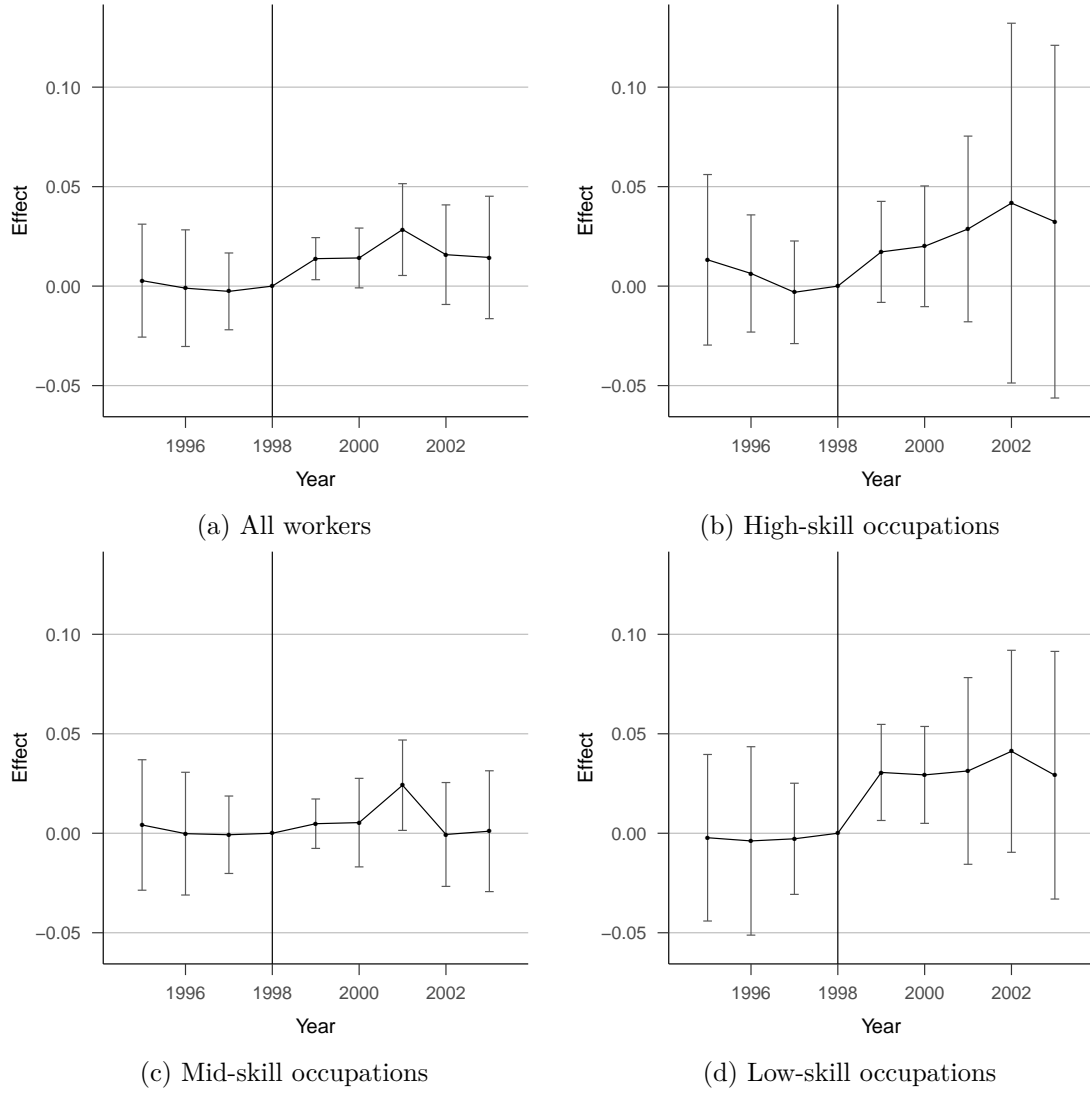 0.10
0.05
0.00
−0.05
Effect
1996 1998 2000 2002
Year
(a) All workers
0.10
0.05
0.00
−0.05
Effect
1996 1998 2000 2002
Year
(b) High-skill occupations
0.10
0.05
0.00
−0.05
Effect
1996 1998 2000 2002
Year
(c) Mid-skill occupations
0.10
0.05
0.00
−0.05
Effect
1996 1998 2000 2002
Year
(d) Low-skill occupations